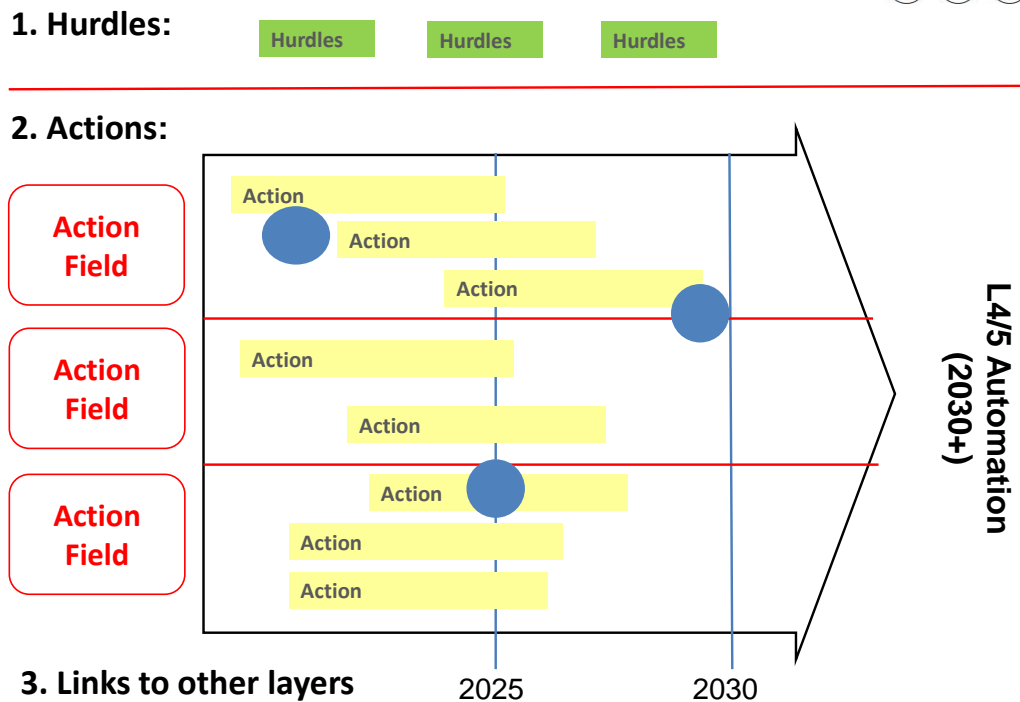 1. Hurdles:
Hurdles
Hurdles
Hurdles
2. Actions:
Action
Field
Action
Action
Action
Action
Field
Action
Action
Action
Field
Action
Action
Action
L4/5 Automation
(2030+)
3. Links to other layers
2025
2030